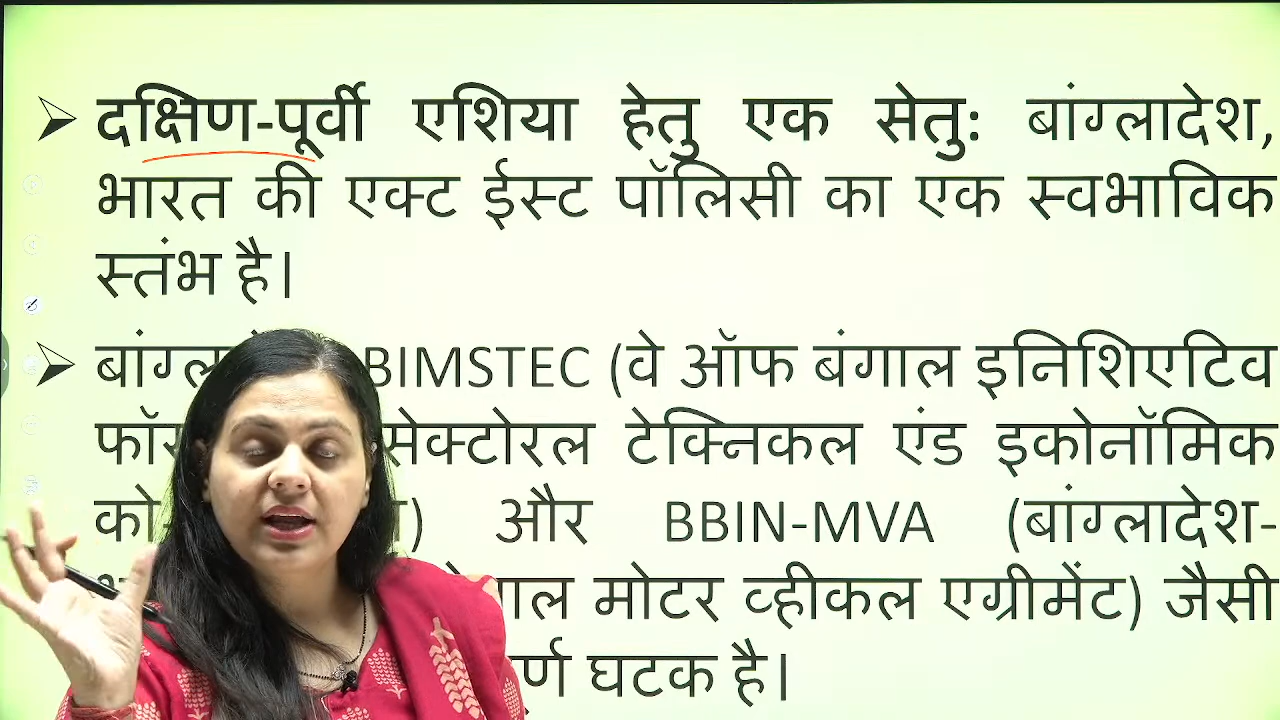 दक्षिण-पूर्वी एशिया हेतु एक सेतुः बांग्लादेश,
भारत की एक्ट ईस्ट पॉलिसी का एक स्वभाविक
स्तंभ है।
BIMSTEC (वे ऑफ बंगाल इनिशिएटिव
सेक्टोरल टेक्निकल एंड इकोनॉमिक
और BBIN-MVA (बांग्लादेश-
मोटर व्हीकल एग्रीमेंट) जैसी
घटक है।